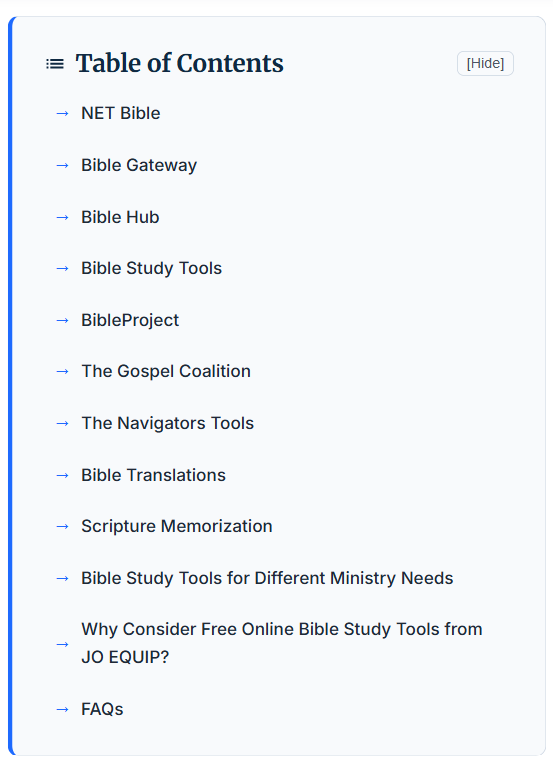 Table of Contents
[Hide]
→ NET Bible
→ Bible Gateway
→ Bible Hub
→ Bible Study Tools
→ BibleProject
→ The Gospel Coalition
→ The Navigators Tools
→ Bible Translations
→ Scripture Memorization
→ Bible Study Tools for Different Ministry Needs
→ Why Consider Free Online Bible Study Tools from
JO EQUIP?
→ FAQs